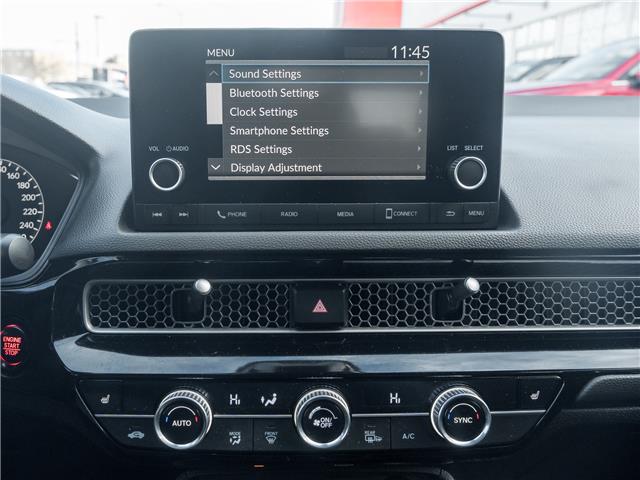 MENU 11:45
Sound Settings
Bluetooth Settings
Clock Settings
Smartphone Settings
RDS Settings
Display Adjustment
VOL AUDIO
LIST SELECT
PHONE RADIO MEDIA CONNECT MENU
160
180
200
220
240
ENGINE
START
STOP
AUTO
ON/
OFF
SYNC
MODE
FRONT
REAR
A/C